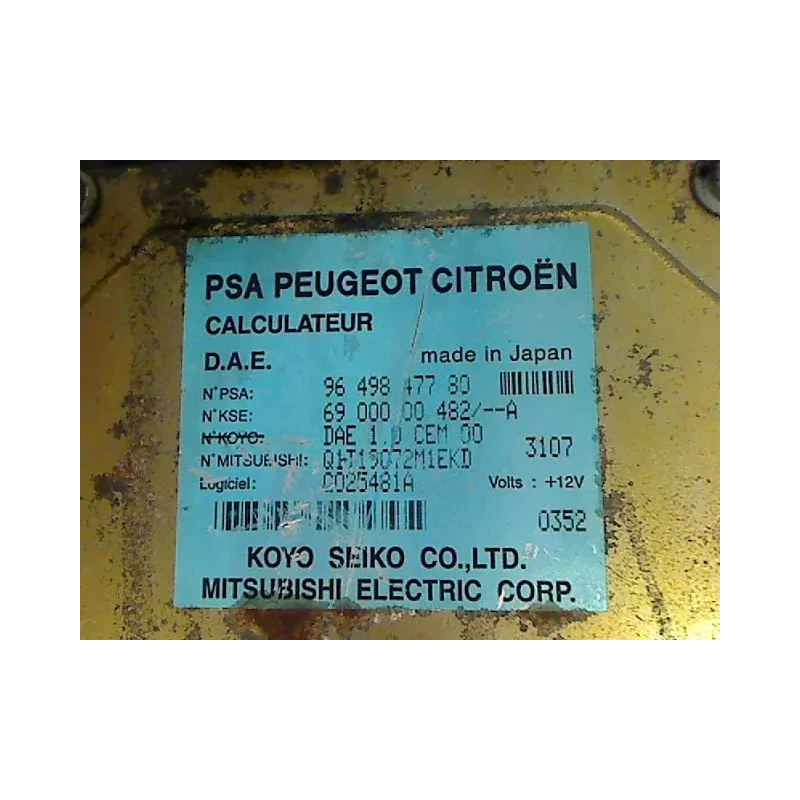 PSA PEUGEOT CITROËN
CALCULATEUR
D.A.E. made in Japan
N°PSA: 96 498 477 80
N°KSE: 69 000 00 482/--A
N°KOYO: DAE 1.0 CEM 00
N°MITSUBISHI: Q1T19072M1EKD 3107
Logiciel: C025481A Volts : +12V
0352
KOYO SEIKO CO.,LTD.
MITSUBISHI ELECTRIC CORP.